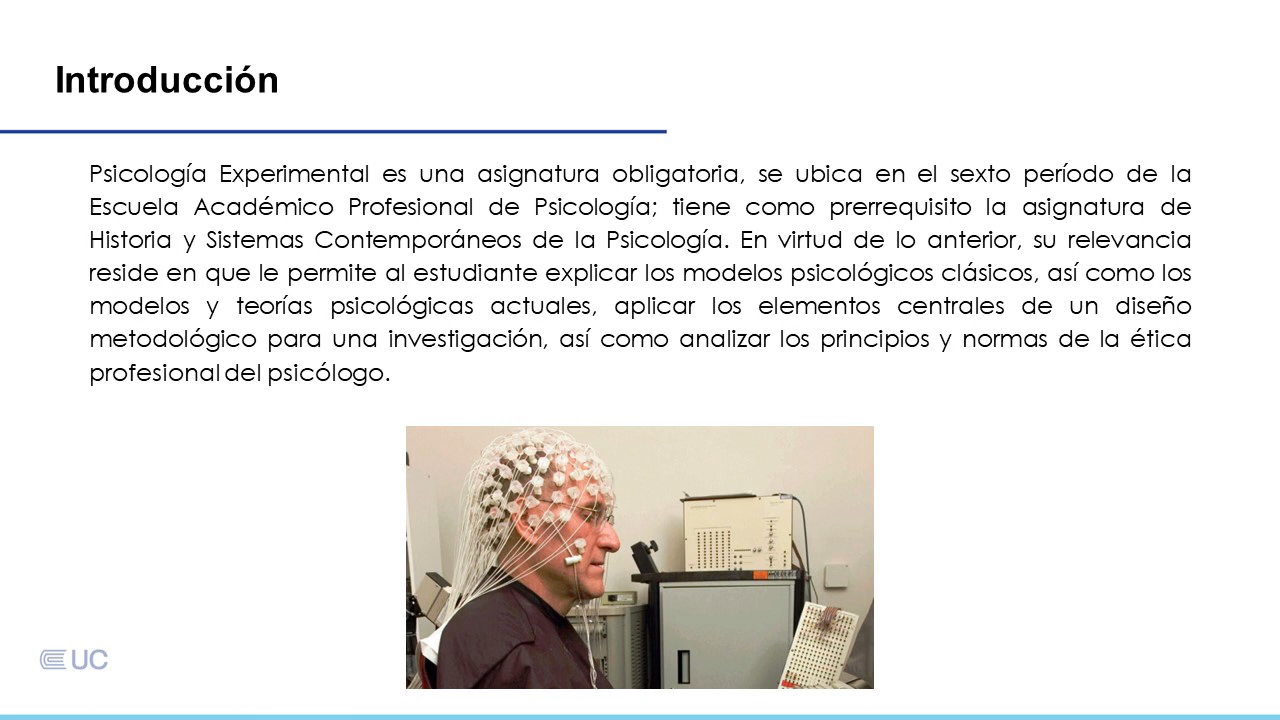 Introducción
Psicología Experimental es una asignatura obligatoria, se ubica en el sexto período de la
Escuela Académico Profesional de Psicología; tiene como prerrequisito la asignatura de
Historia y Sistemas Contemporáneos de la Psicología. En virtud de lo anterior, su relevancia
reside en que le permite al estudiante explicar los modelos psicológicos clásicos, así como los
modelos y teorías psicológicas actuales, aplicar los elementos centrales de un diseño
metodológico para una investigación, así como analizar los principios y normas de la ética
profesional del psicólogo.
UC